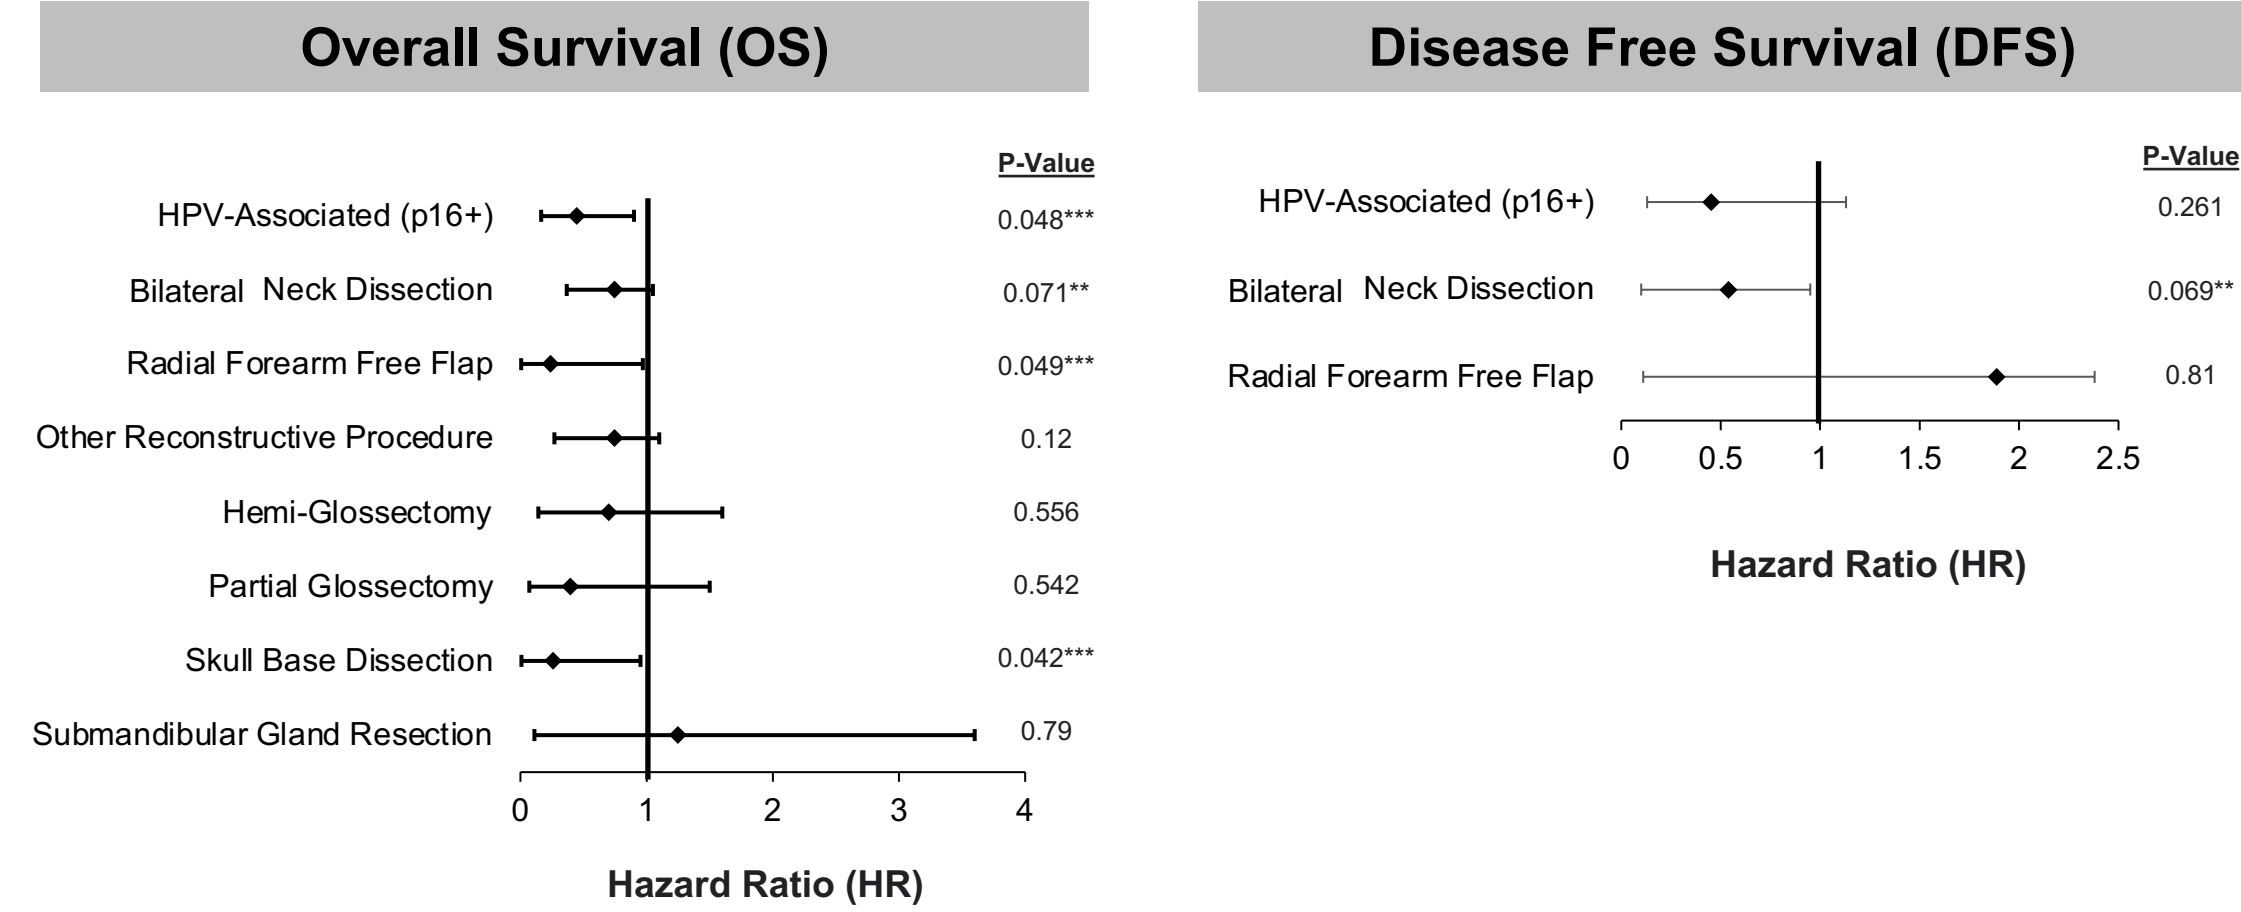 Overall Survival (OS)
P-Value
HPV-Associated (p16+) 0.048***
Bilateral Neck Dissection 0.071**
Radial Forearm Free Flap 0.049***
Other Reconstructive Procedure 0.12
Hemi-Glossectomy 0.556
Partial Glossectomy 0.542
Skull Base Dissection 0.042***
Submandibular Gland Resection 0.79
0 1 2 3 4
Hazard Ratio (HR)
Disease Free Survival (DFS)
P-Value
HPV-Associated (p16+) 0.261
Bilateral Neck Dissection 0.069**
Radial Forearm Free Flap 0.81
0 0.5 1 1.5 2 2.5
Hazard Ratio (HR)